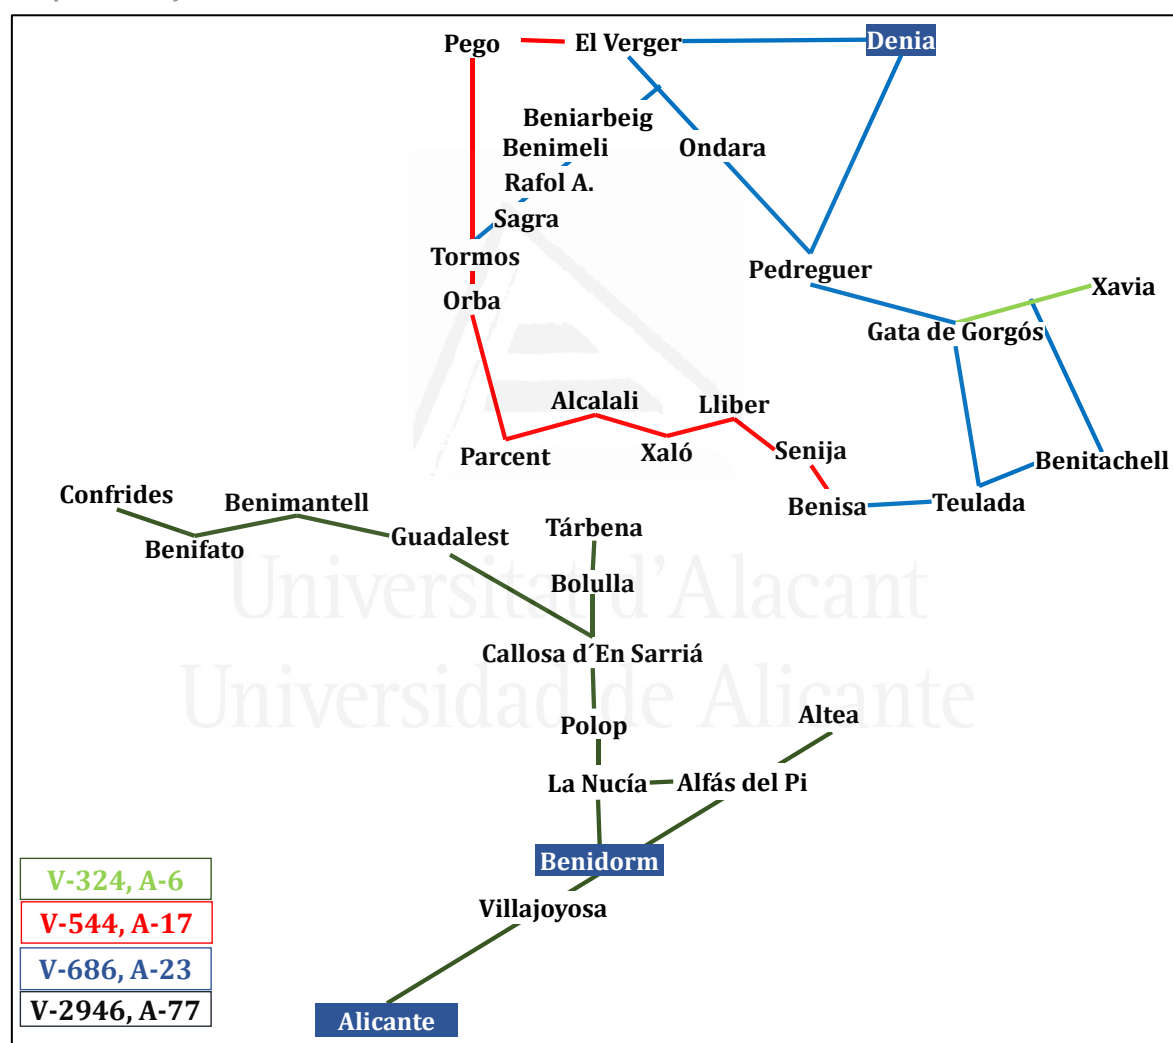 Pego
El Verger
Denia
Beniarbeig
Benimeli
Ondara
Rafol A.
Sagra
Tormos
Pedreguer
Orba
Xavia
Gata de Gorgós
Alcalali
Lliber
Parcent
Xaló
Senija
Benitachell
Confrides
Benimantell
Benisa
Teulada
Benifato
Guadalest
Tárbena
Bolulla
Universitat d'Alacant
Callosa d´En Sarriá
Universidad de Alicante
Polop
Altea
La Nucía
Alfás del Pi
Benidorm
Villajoyosa
V-324, A-6
V-544, A-17
V-686, A-23
V-2946, A-77
Alicante